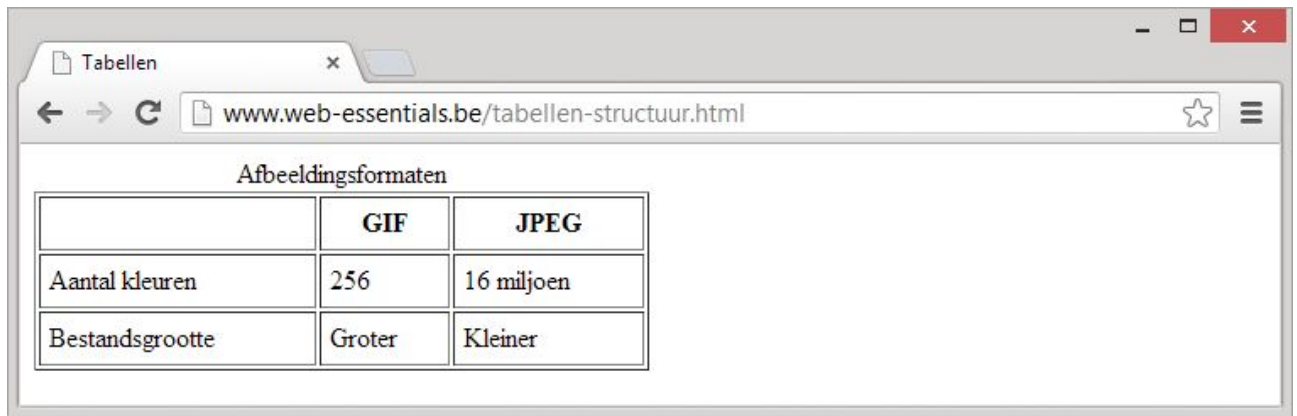 Tabellen
www.web-essentials.be/tabellen-structuur.html
Afbeeldingsformaten
GIF JPEG
Aantal kleuren 256 16 miljoen
Bestandsgrootte Groter Kleiner